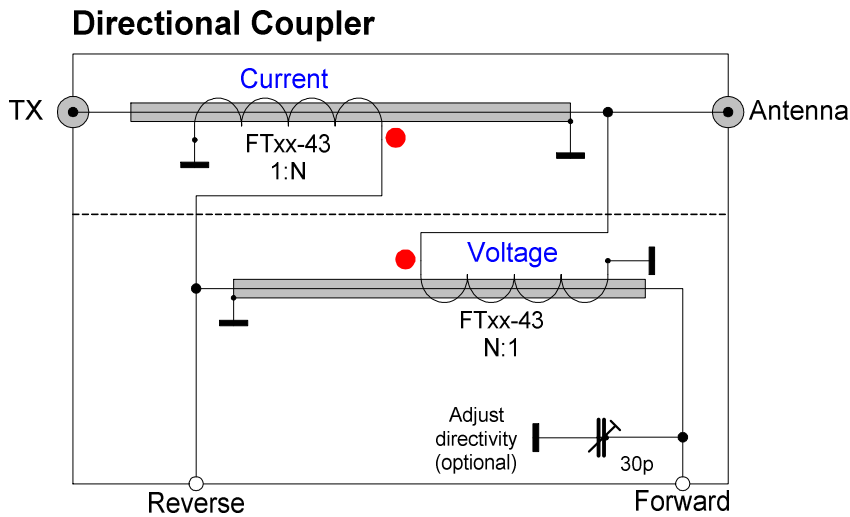 Directional Coupler
Current
TX
Antenna
FTxx-43
1:N
Voltage
FTxx-43
N:1
Adjust
directivity
(optional)
30p
Reverse
Forward